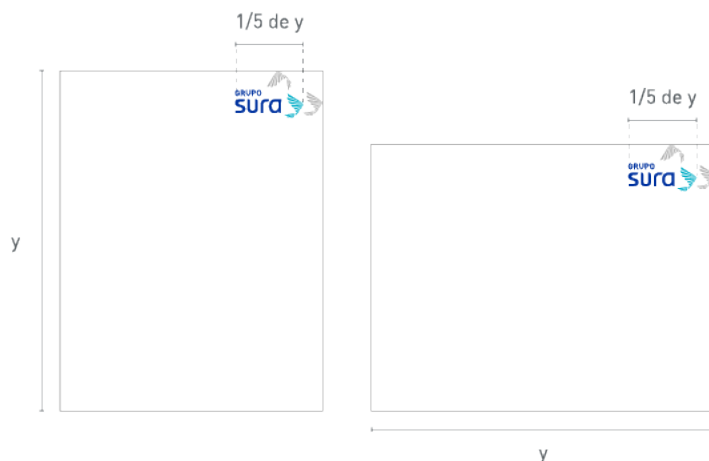 1/5 de y
GRUPO
sura
y
1/5 de y
GRUPO
sura
y